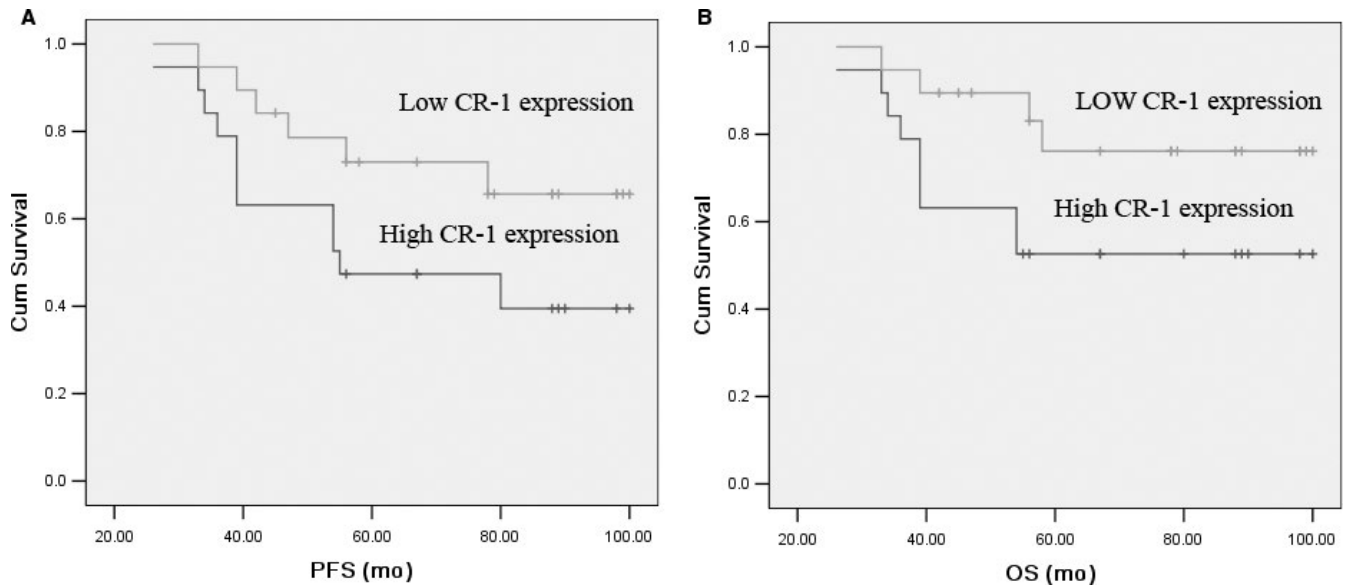 A
Cum Survival
1.0
0.8
0.6
0.4
0.2
0.0
Low CR-1 expression
High CR-1 expression
20.00 40.00 60.00 80.00 100.00
PFS (mo)
B
Cum Survival
1.0
0.8
0.6
0.4
0.2
0.0
LOW CR-1 expression
High CR-1 expression
20.00 40.00 60.00 80.00 100.00
OS (mo)